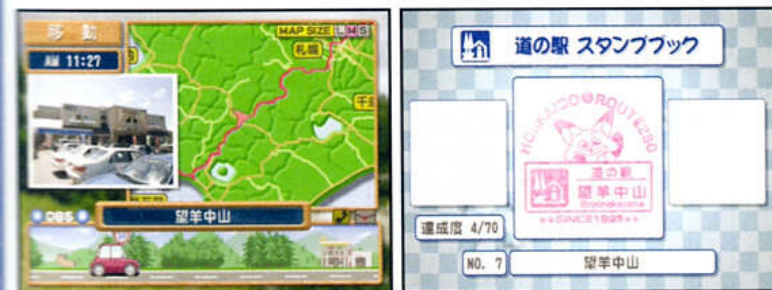 移動
MAP SIZE L M S
AM 11:27
札幌
千
DBS
望羊中山
道の駅 スタンプブック
HOKKAIDO ROUTE230
道の駅
望羊中山
SINCE1993
達成度 4/70
NO. 7 望羊中山